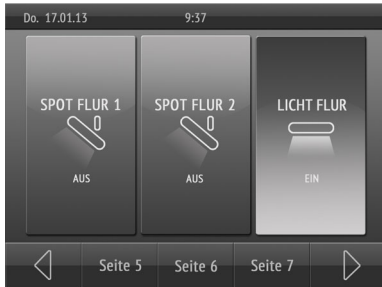 Do. 17.01.13 9:37
SPOT FLUR 1
AUS
SPOT FLUR 2
AUS
LICHT FLUR
EIN
Seite 5 Seite 6 Seite 7